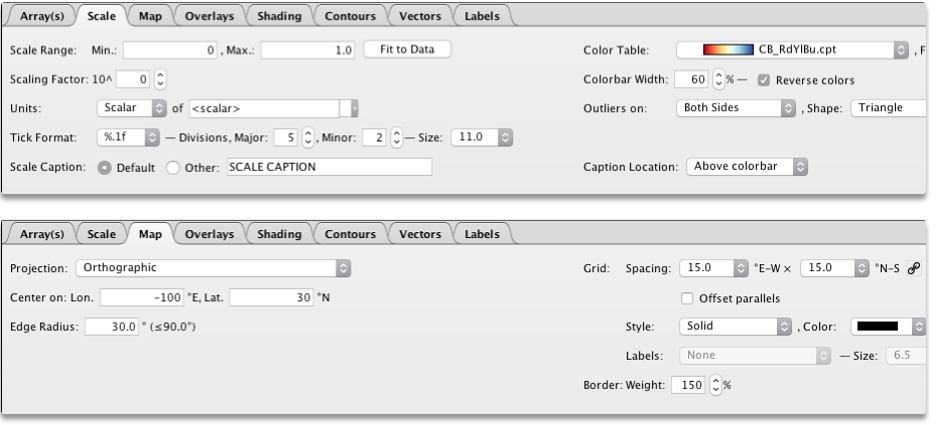 Array(s) Scale Map Overlays Shading Contours Vectors Labels
Scale Range: Min.: 0 , Max.: 1.0 Fit to Data Color Table: CB_RdYlBu.cpt , F
Scaling Factor: 10^ 0 Colorbar Width: 60 % — Reverse colors
Units: Scalar of <scalar> Outliers on: Both Sides , Shape: Triangle
Tick Format: %.1f — Divisions, Major: 5 , Minor: 2 — Size: 11.0
Scale Caption: Default Other: SCALE CAPTION Caption Location: Above colorbar
Array(s) Scale Map Overlays Shading Contours Vectors Labels
Projection: Orthographic Grid: Spacing: 15.0 °E-W × 15.0 °N-S
Center on: Lon. -100 °E, Lat. 30 °N Offset parallels
Edge Radius: 30.0 ° (≤90.0°) Style: Solid , Color:
Labels: None — Size: 6.5
Border: Weight: 150 %